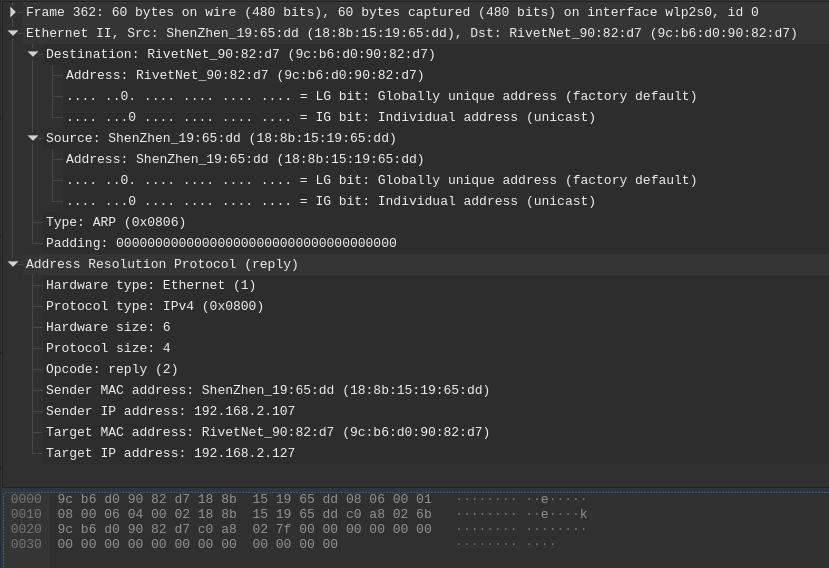 Frame 362: 60 bytes on wire (480 bits), 60 bytes captured (480 bits) on interface wlp2s0, id 0
Ethernet II, Src: ShenZhen_19:65:dd (18:8b:15:19:65:dd), Dst: RivetNet_90:82:d7 (9c:b6:d0:90:82:d7)
Destination: RivetNet_90:82:d7 (9c:b6:d0:90:82:d7)
Address: RivetNet_90:82:d7 (9c:b6:d0:90:82:d7)
.... ..0. .... .... .... .... = LG bit: Globally unique address (factory default)
.... ...0 .... .... .... .... = IG bit: Individual address (unicast)
Source: ShenZhen_19:65:dd (18:8b:15:19:65:dd)
Address: ShenZhen_19:65:dd (18:8b:15:19:65:dd)
.... ..0. .... .... .... .... = LG bit: Globally unique address (factory default)
.... ...0 .... .... .... .... = IG bit: Individual address (unicast)
Type: ARP (0x0806)
Padding: 000000000000000000000000000000000000
Address Resolution Protocol (reply)
Hardware type: Ethernet (1)
Protocol type: IPv4 (0x0800)
Hardware size: 6
Protocol size: 4
Opcode: reply (2)
Sender MAC address: ShenZhen_19:65:dd (18:8b:15:19:65:dd)
Sender IP address: 192.168.2.107
Target MAC address: RivetNet_90:82:d7 (9c:b6:d0:90:82:d7)
Target IP address: 192.168.2.127
0000 9c b6 d0 90 82 d7 18 8b 15 19 65 dd 08 06 00 01 ········ ··e·····
0010 08 00 06 04 00 02 18 8b 15 19 65 dd c0 a8 02 6b ········ ··e····k
0020 9c b6 d0 90 82 d7 c0 a8 02 7f 00 00 00 00 00 00 ········ ········
0030 00 00 00 00 00 00 00 00 00 00 00 00 ········ ····